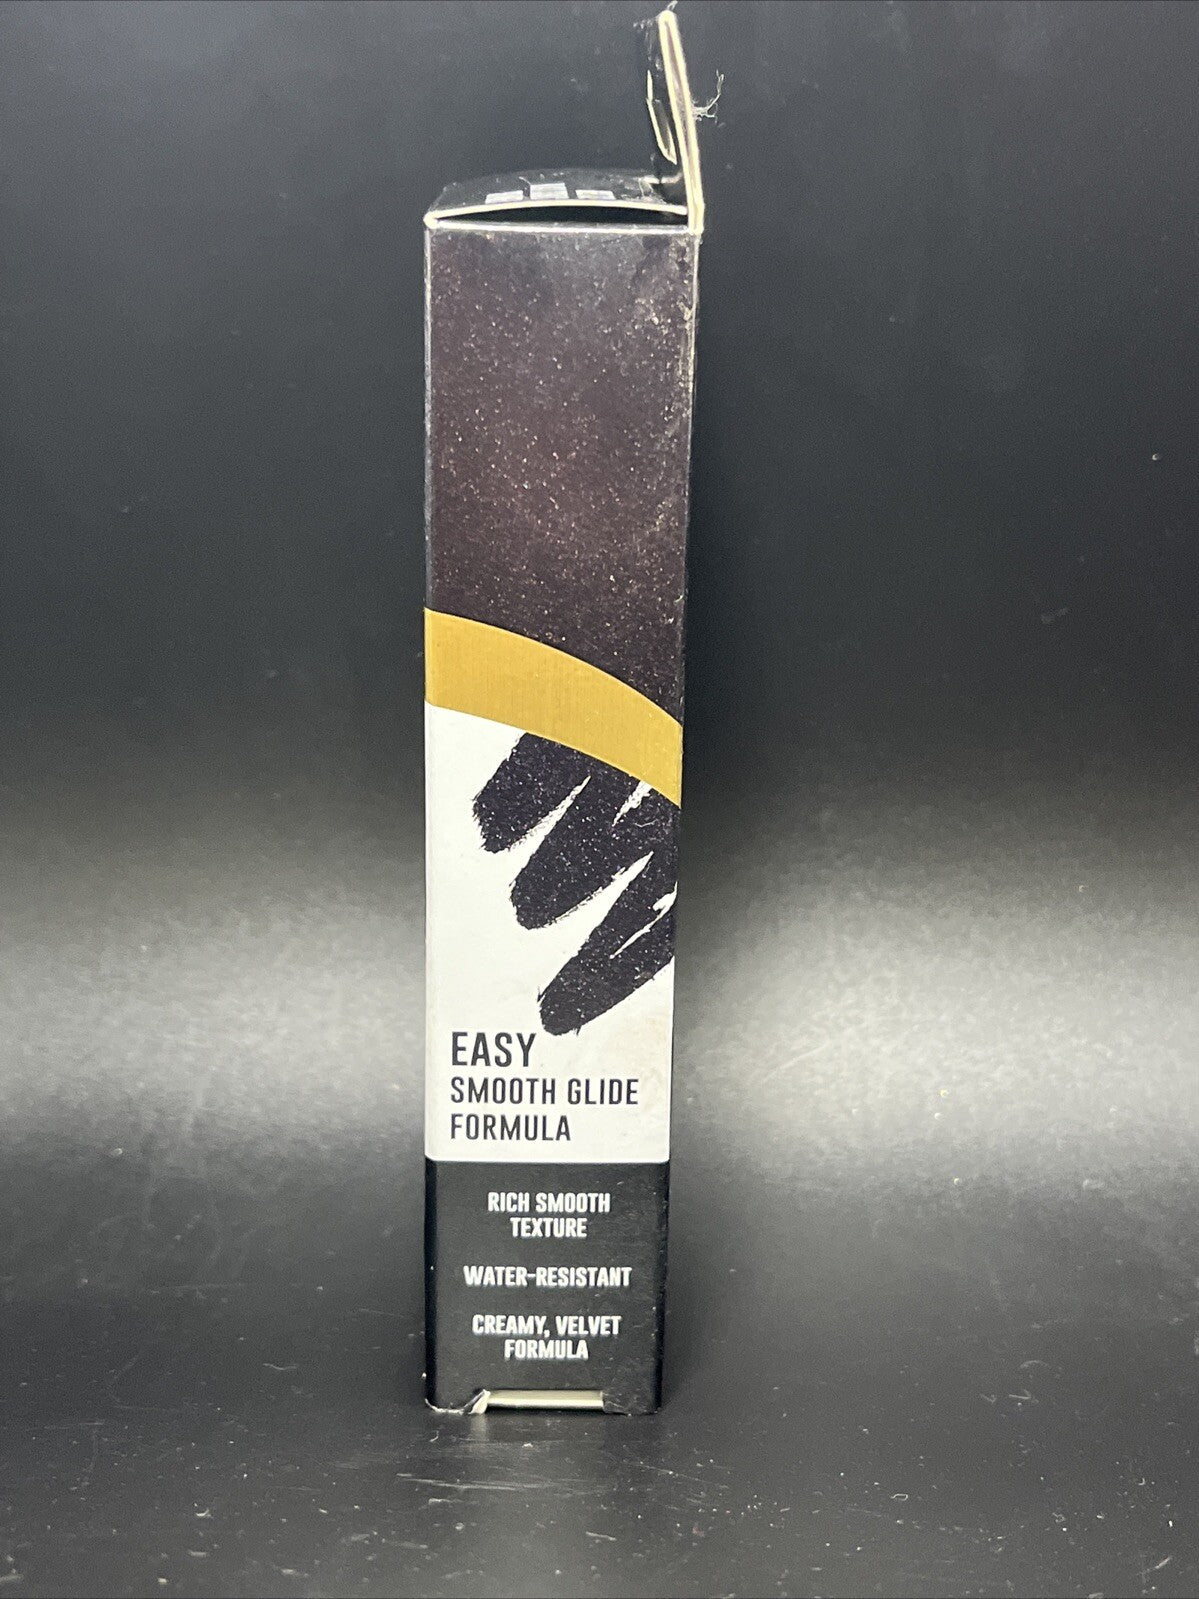 EASY
SMOOTH GLIDE
FORMULA
RICH SMOOTH
TEXTURE
WATER-RESISTANT
CREAMY, VELVET
FORMULA